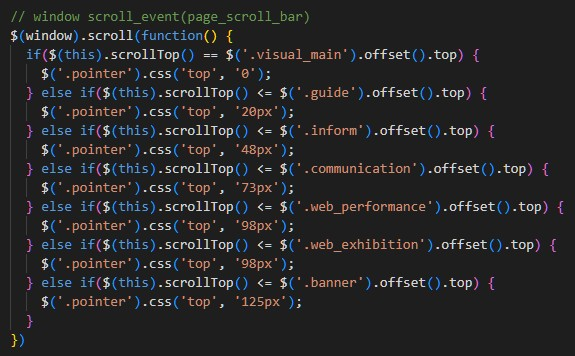 // window scroll_event(page_scroll_bar)
$(window).scroll(function() {
  if($(this).scrollTop() == $('.visual_main').offset().top) {
    $('.pointer').css('top', '0');
  } else if($(this).scrollTop() <= $('.guide').offset().top) {
    $('.pointer').css('top', '20px');
  } else if($(this).scrollTop() <= $('.inform').offset().top) {
    $('.pointer').css('top', '48px');
  } else if($(this).scrollTop() <= $('.communication').offset().top) {
    $('.pointer').css('top', '73px');
  } else if($(this).scrollTop() <= $('.web_performance').offset().top) {
    $('.pointer').css('top', '98px');
  } else if($(this).scrollTop() <= $('.web_exhibition').offset().top) {
    $('.pointer').css('top', '98px');
  } else if($(this).scrollTop() <= $('.banner').offset().top) {
    $('.pointer').css('top', '125px');
  }
})